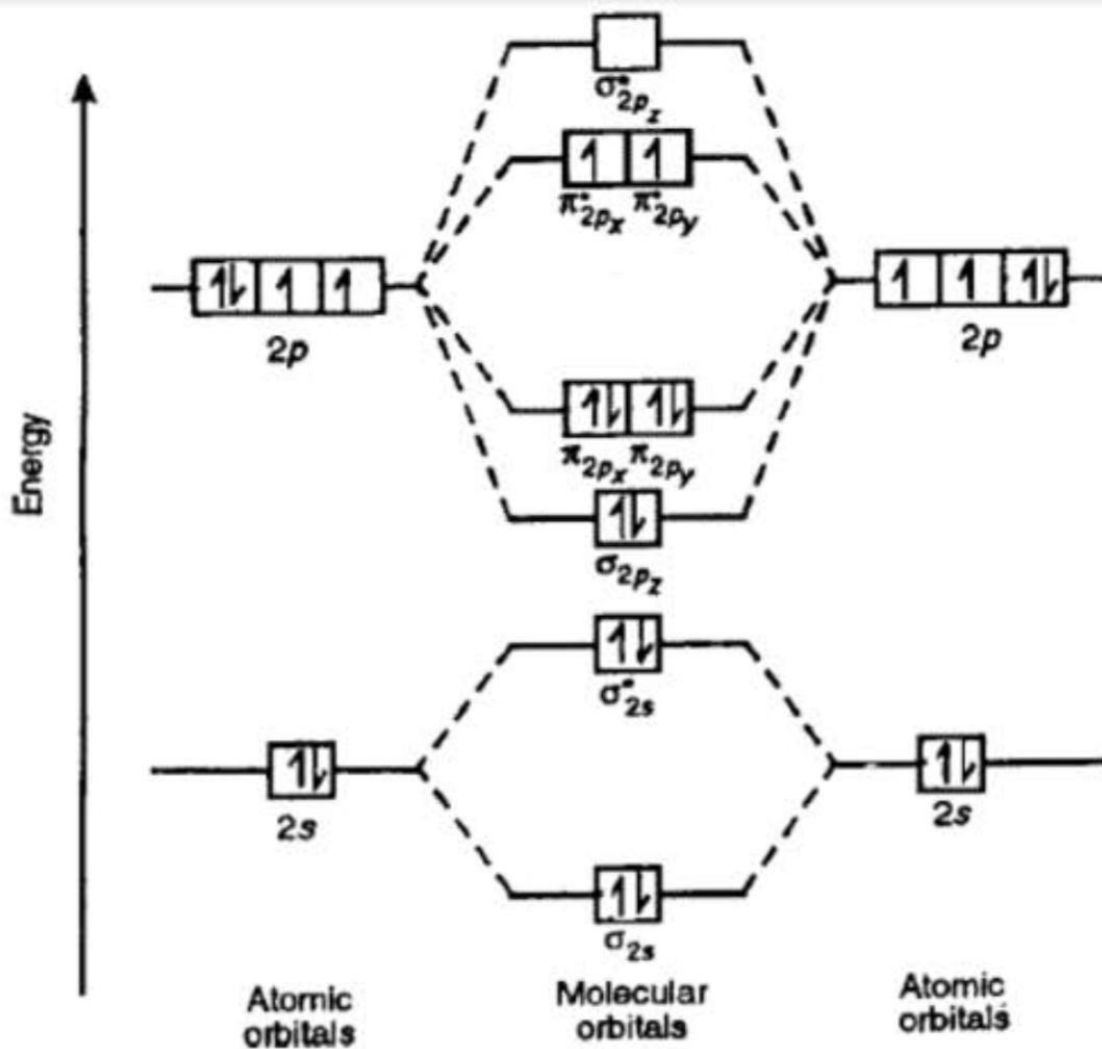 σ*2pz
π*2px π*2py
2p
2p
Energy
π2px π2py
σ2pz
σ*2s
2s
2s
σ2s
Atomic
orbitals
Molecular
orbitals
Atomic
orbitals